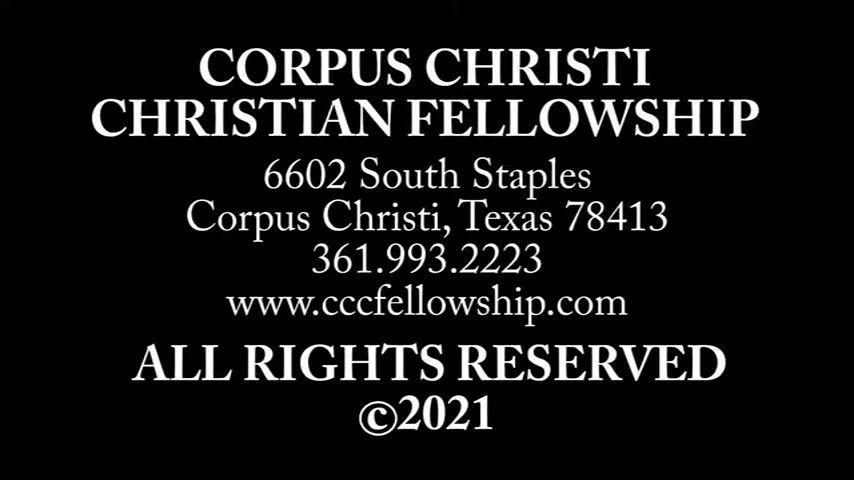 CORPUS CHRISTI
CHRISTIAN FELLOWSHIP
6602 South Staples
Corpus Christi, Texas 78413
361.993.2223
www.cccfellowship.com
ALL RIGHTS RESERVED
©2021